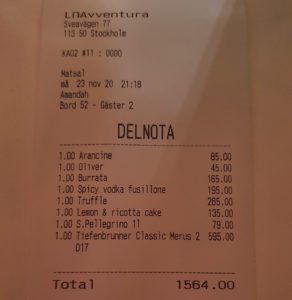 L∩Avventura
Sveavägen 77
113 50 Stockholm
KA02 #11 : 0000
Matsal
må 23 nov 20 21:18
Amandah
Bord 52 - Gäster 2
DELNOTA
1.00 Arancine 85.00
1.00 Oliver 45.00
1.00 Burrata 165.00
1.00 Spicy vodka fusillone 195.00
1.00 Truffle 265.00
1.00 Lemon & ricotta cake 135.00
1.00 S.Pellegrino 1l 79.00
1.00 Tiefenbrunner Classic Merus 2 595.00
017
Total 1564.00